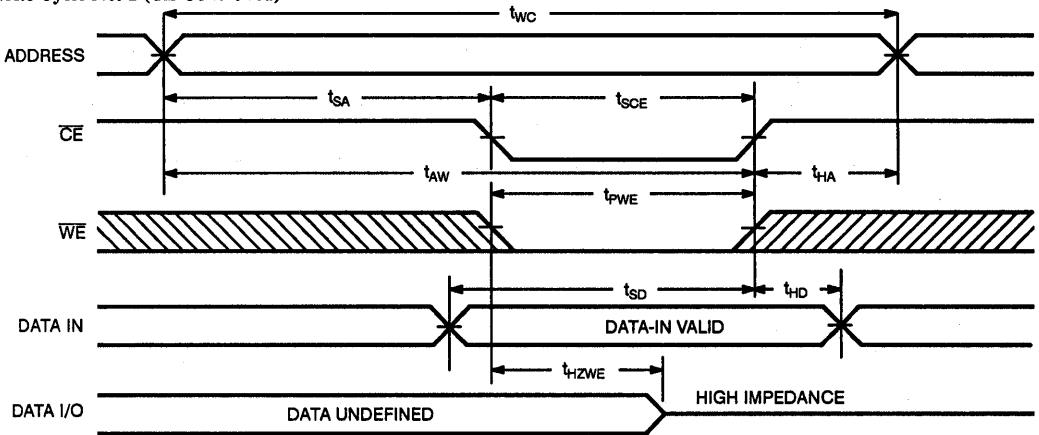 tWC
ADDRESS
tSA
tSCE
CE
tAW
tHA
tPWE
WE
tSD
tHD
DATA IN
DATA-IN VALID
tHZWE
HIGH IMPEDANCE
DATA I/O
DATA UNDEFINED